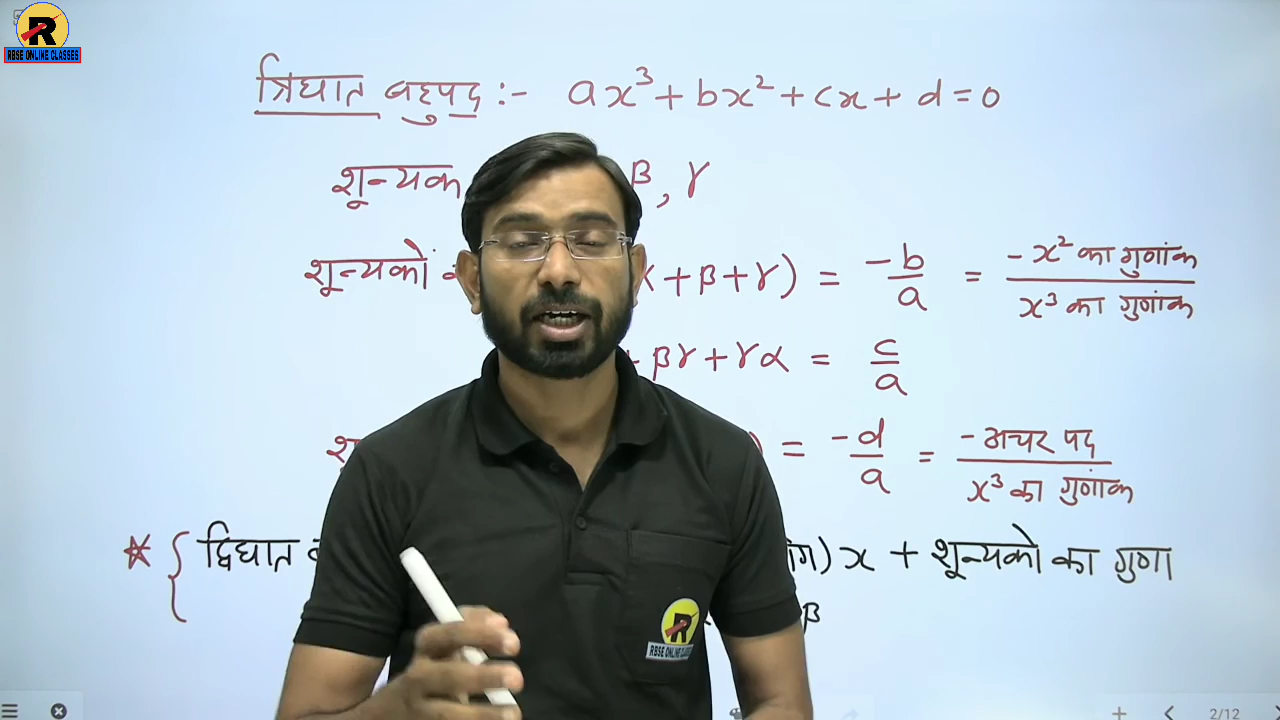 R
RBSE ONLINE CLASSES
त्रिघात बहुपद :- ax³ + bx² + cx + d = 0
शून्यक β, γ
शून्यकों + β + γ) = -b/a = -x² का गुणांक / x³ का गुणांक
+ βγ + γα = c/a
= -d/a = -अचर पद / x³ का गुणांक
* { द्विघात x + शून्यको का गुणा
β
R
RBSE ONLINE CLASSES
2/12